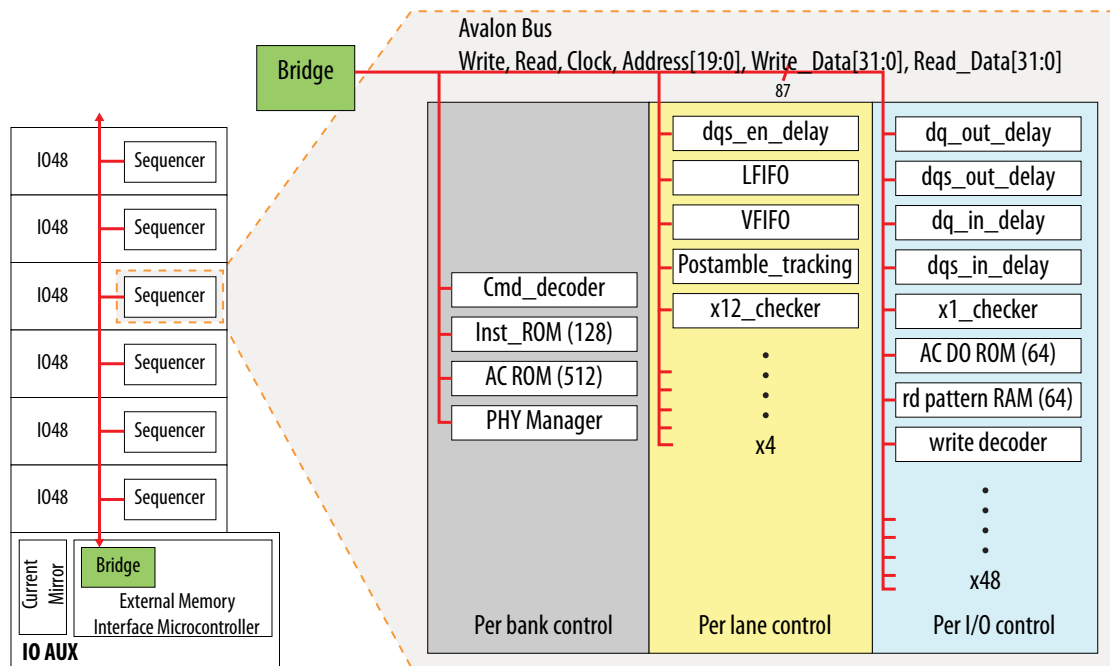 Avalon Bus
Write, Read, Clock, Address[19:0], Write_Data[31:0], Read_Data[31:0]
87
Bridge
IO48
Sequencer
IO48
Sequencer
IO48
Sequencer
IO48
Sequencer
IO48
Sequencer
IO48
Sequencer
Current
Mirror
Bridge
External Memory
Interface Microcontroller
IO AUX
Cmd_decoder
Inst_ROM (128)
AC ROM (512)
PHY Manager
Per bank control
dqs_en_delay
LFIFO
VFIFO
Postamble_tracking
x12_checker
x4
Per lane control
dq_out_delay
dqs_out_delay
dq_in_delay
dqs_in_delay
x1_checker
AC DO ROM (64)
rd pattern RAM (64)
write decoder
x48
Per I/O control